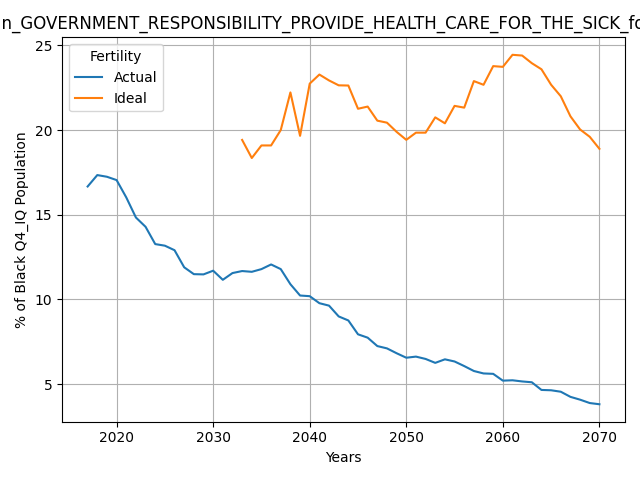 n_GOVERNMENT_RESPONSIBILITY_PROVIDE_HEALTH_CARE_FOR_THE_SICK_fo
Fertility
Actual
Ideal
% of Black Q4_IQ Population
25
20
15
10
5
2020 2030 2040 2050 2060 2070
Years